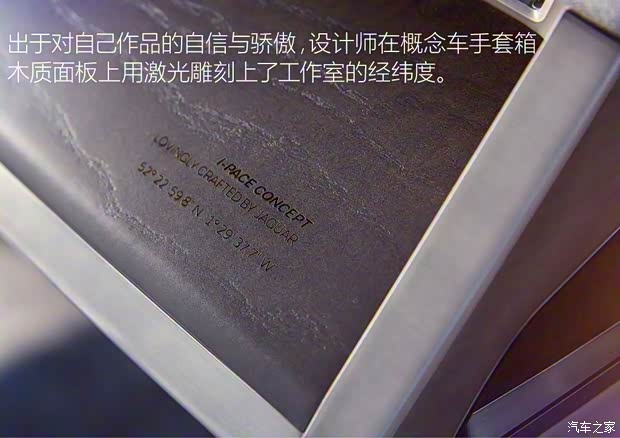 出于对自己作品的自信与骄傲,设计师在概念车手套箱
木质面板上用激光雕刻上了工作室的经纬度。
I-PACE CONCEPT
LOVINGLY CRAFTED BY JAGUAR
52°22'59.8"N 1°29'37.7"W
汽车之家